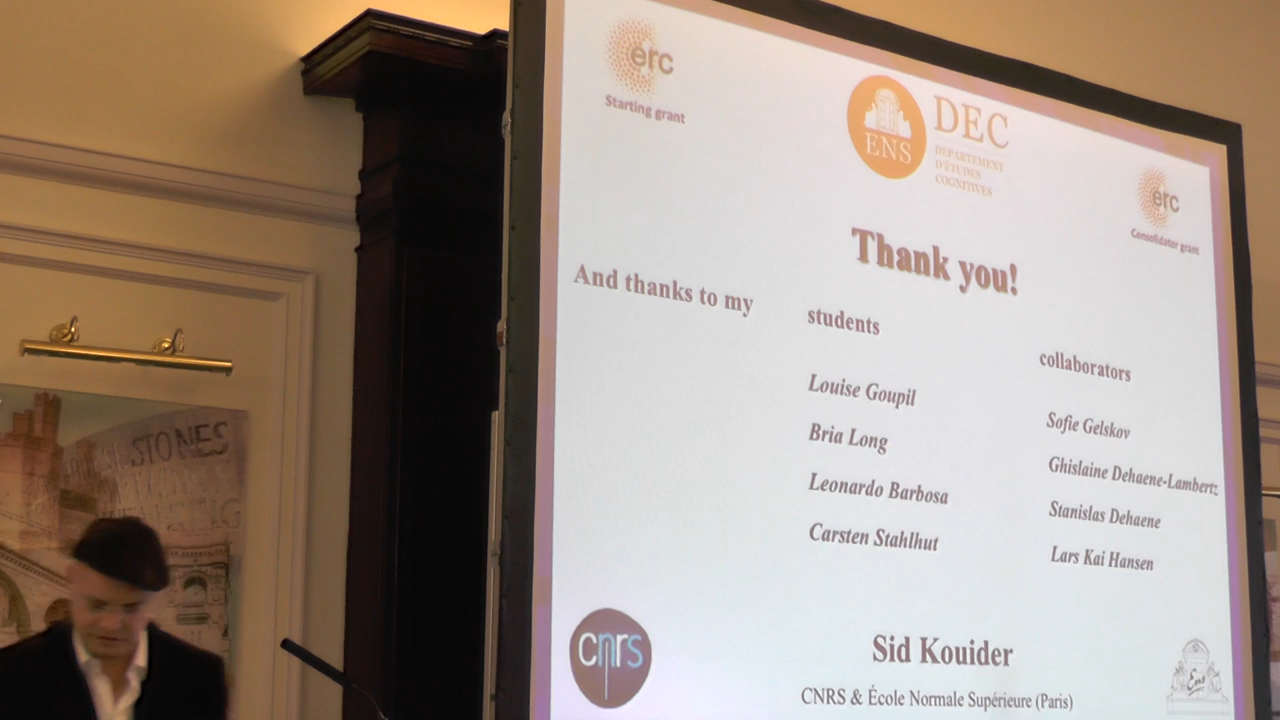 erc
Starting grant
ENS
DEC
DÉPARTEMENT
D'ÉTUDES
COGNITIVES
erc
Consolidator grant
Thank you!
And thanks to my
students
collaborators
Louise Goupil
Bria Long
Leonardo Barbosa
Carsten Stahlhut
Sofie Gelskov
Ghislaine Dehaene-Lambertz
Stanislas Dehaene
Lars Kai Hansen
cnrs
Sid Kouider
CNRS & École Normale Supérieure (Paris)
Ens
STONES